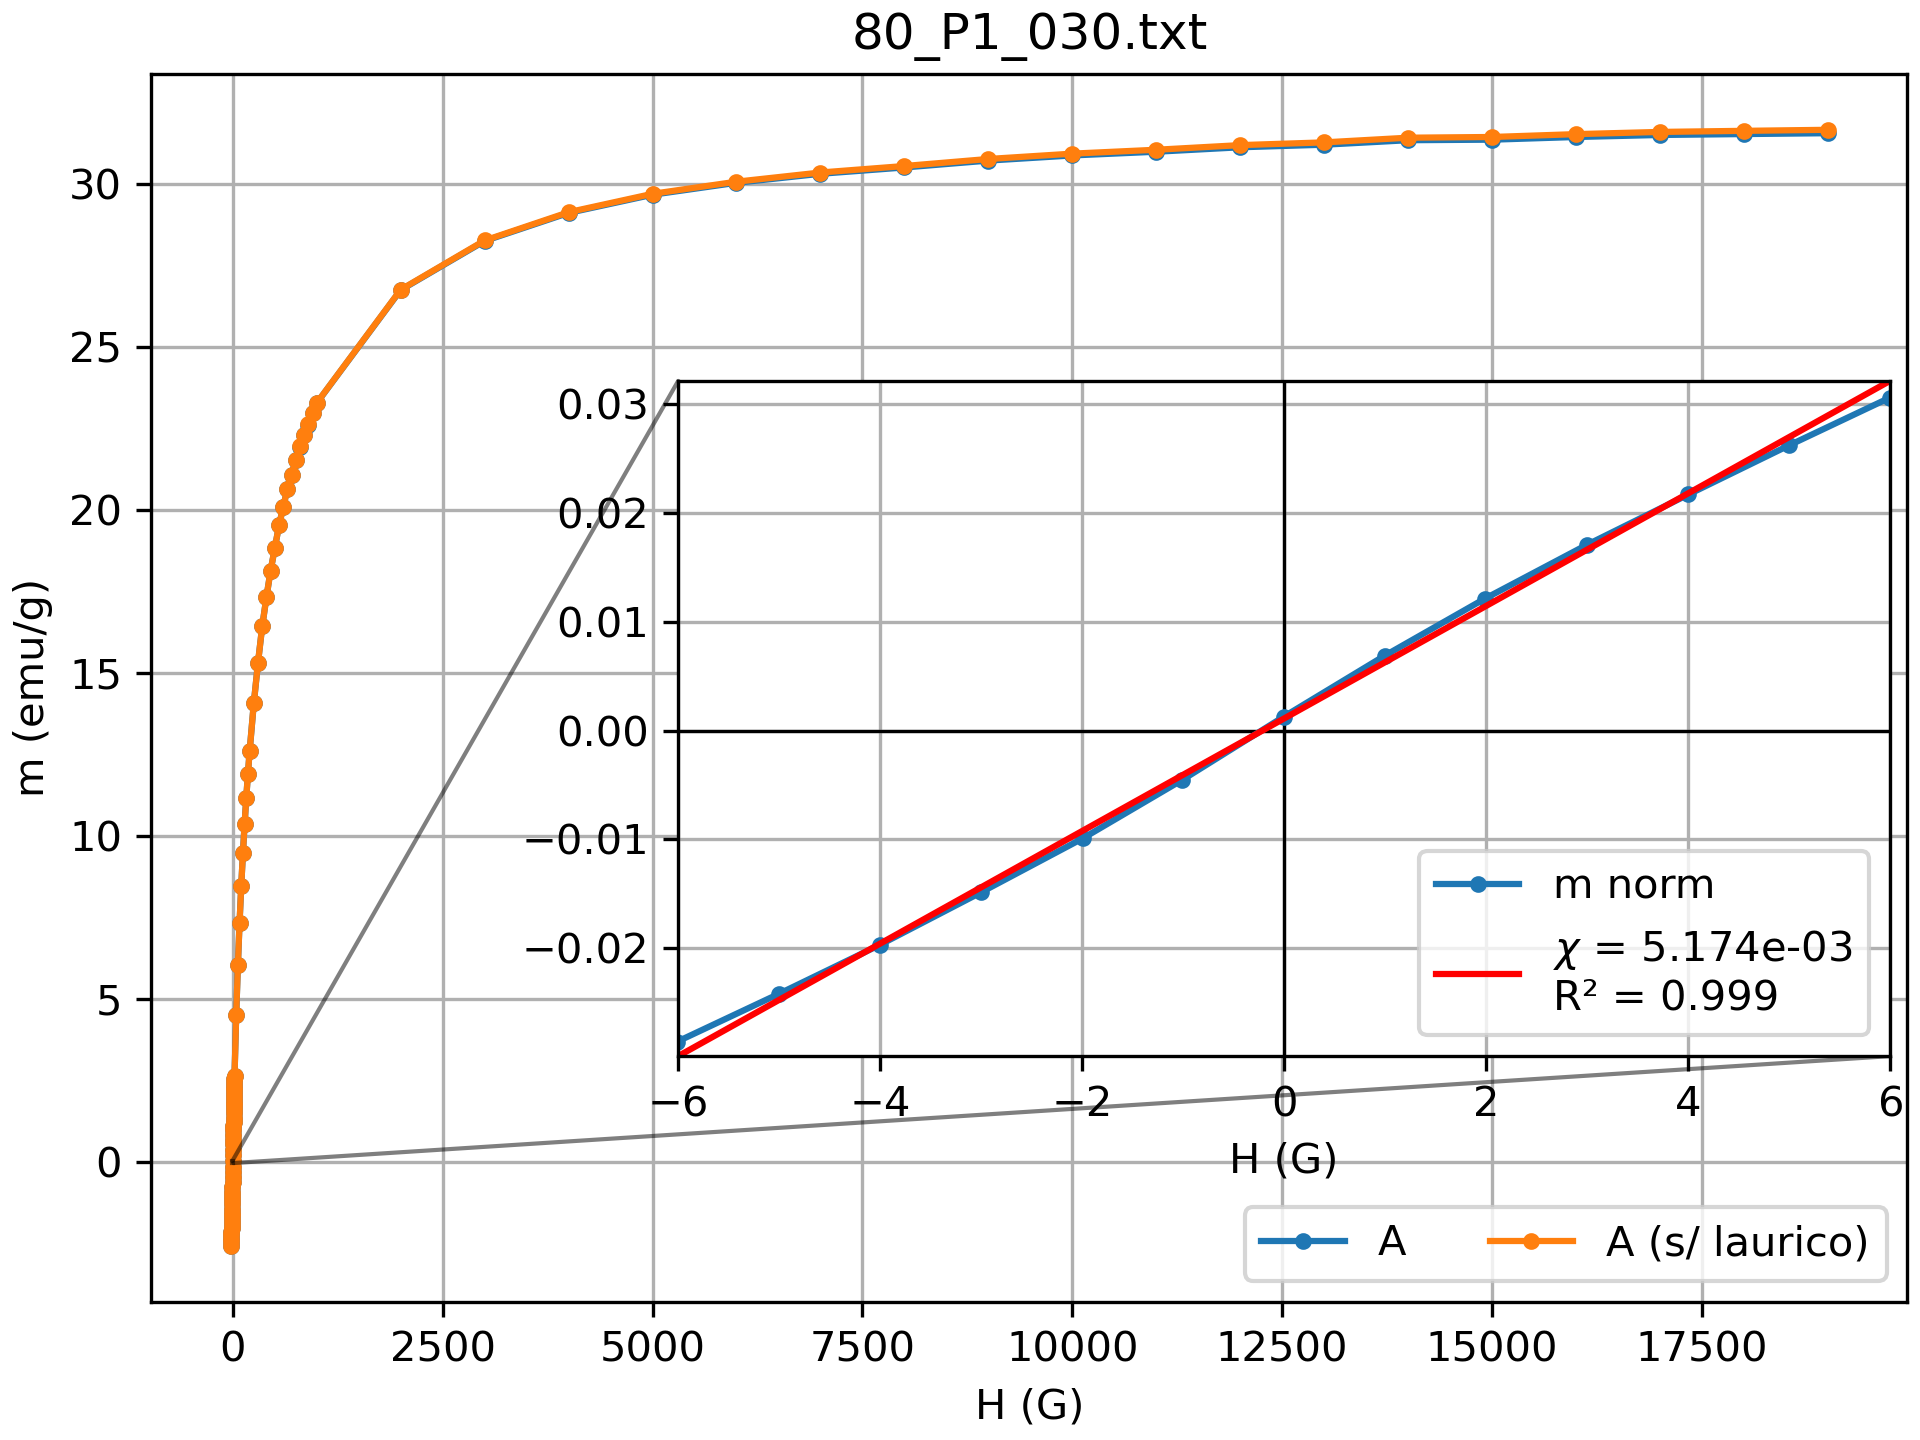 80_P1_030.txt
m (emu/g)
30
25
20
15
10
5
0
0.03
0.02
0.01
0.00
−0.01
−0.02
m norm
χ = 5.174e-03
R² = 0.999
−6 −4 −2 0 2 4 6
H (G)
A A (s/ laurico)
0 2500 5000 7500 10000 12500 15000 17500
H (G)